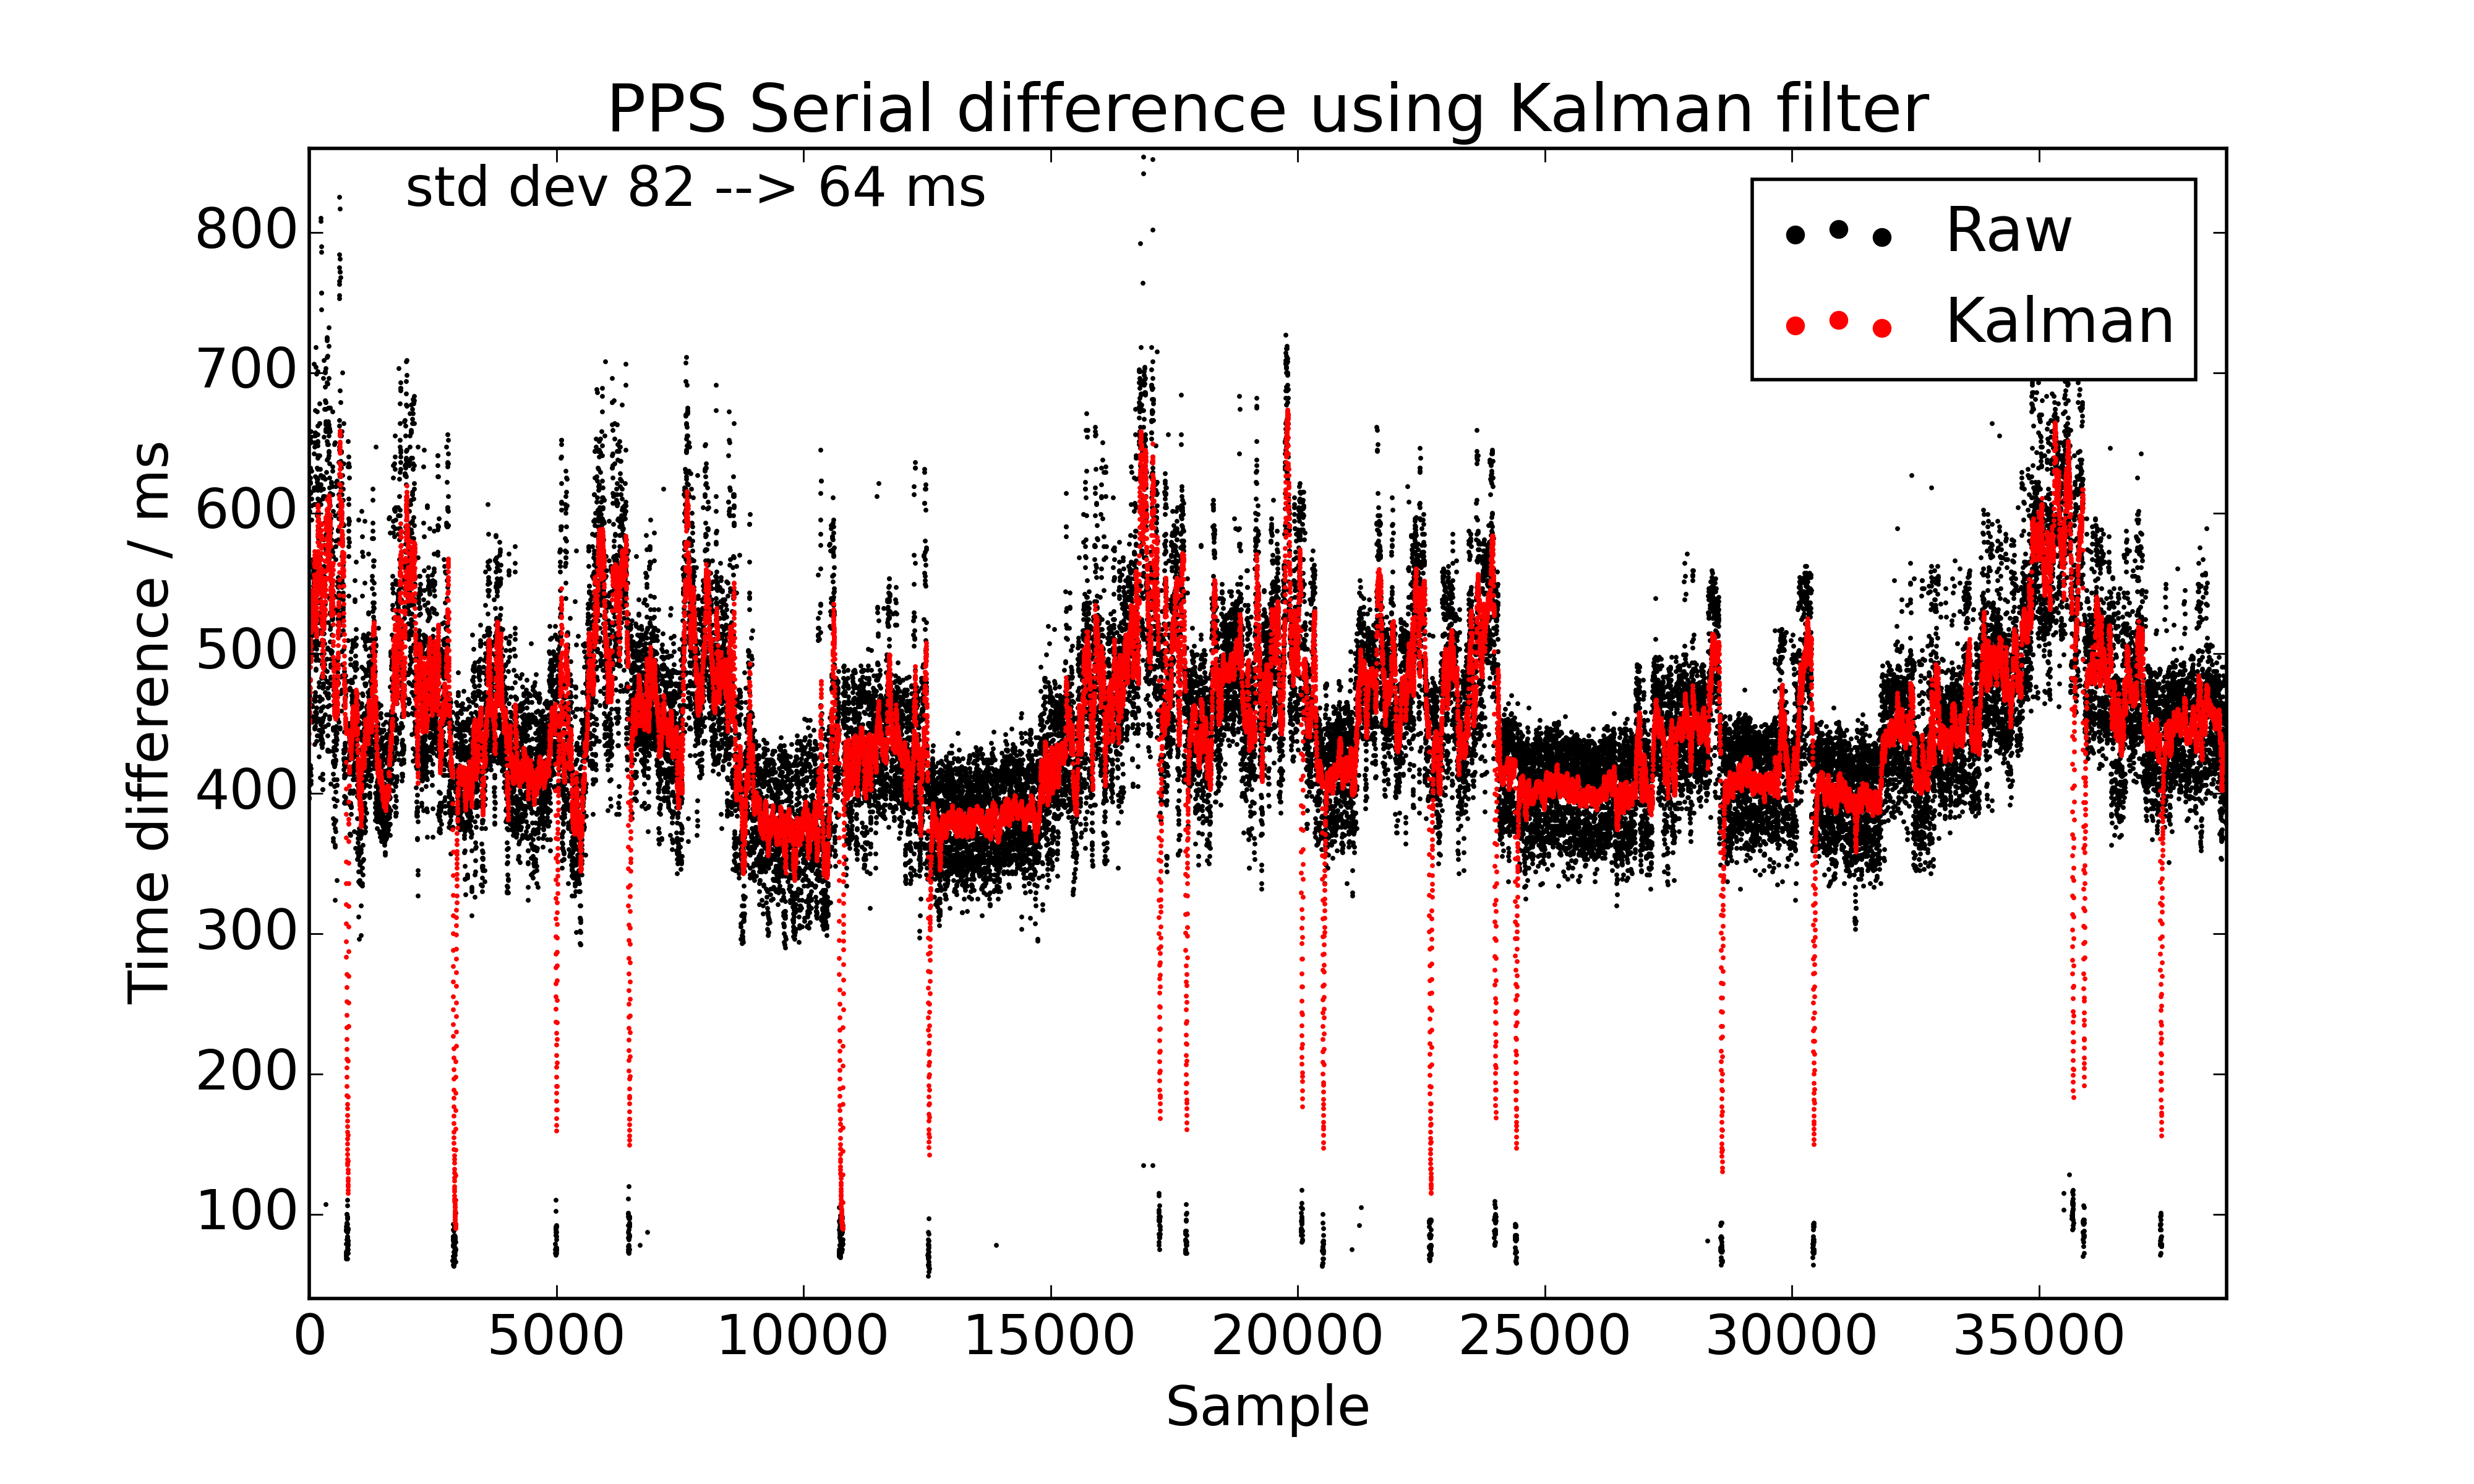 PPS Serial difference using Kalman filter
std dev 82 --> 64 ms
Raw
Kalman
Time difference / ms
800
700
600
500
400
300
200
100
0 5000 10000 15000 20000 25000 30000 35000
Sample